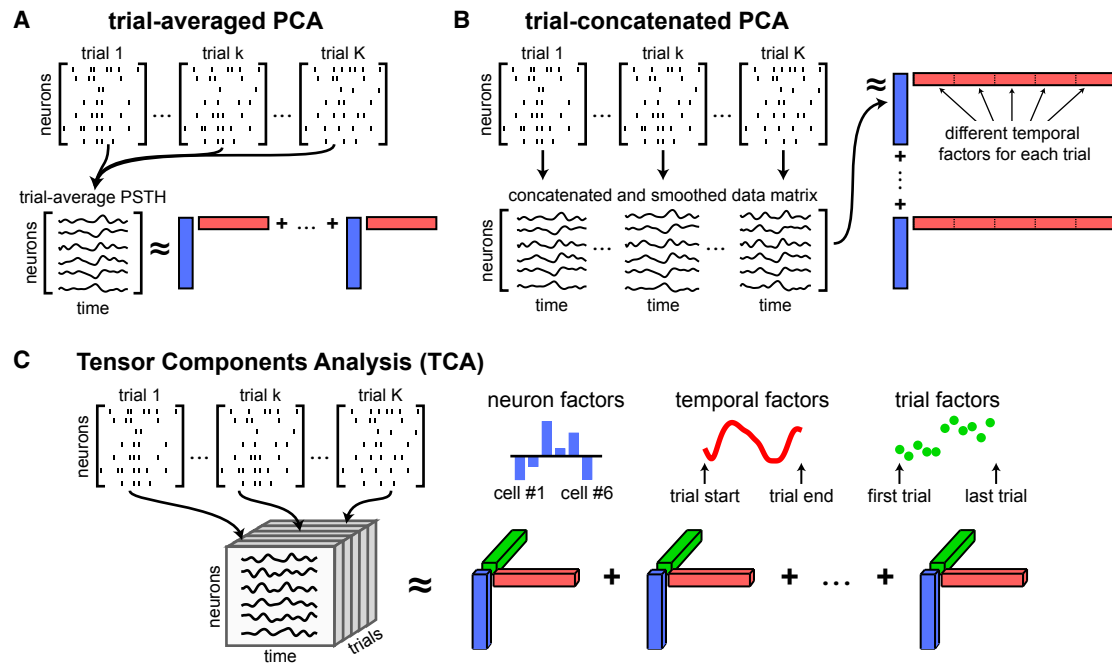 A
trial-averaged PCA
trial 1
trial k
trial K
neurons
...
...
trial-average PSTH
neurons
≈
+ ... +
time
B
trial-concatenated PCA
trial 1
trial k
trial K
neurons
...
...
concatenated and smoothed data matrix
neurons
...
...
time
time
time
≈
different temporal
factors for each trial
+
...
+
C
Tensor Components Analysis (TCA)
trial 1
trial k
trial K
neurons
...
...
neurons
time
trials
neuron factors
cell #1
cell #6
temporal factors
trial start
trial end
trial factors
first trial
last trial
≈
+
+ ... +